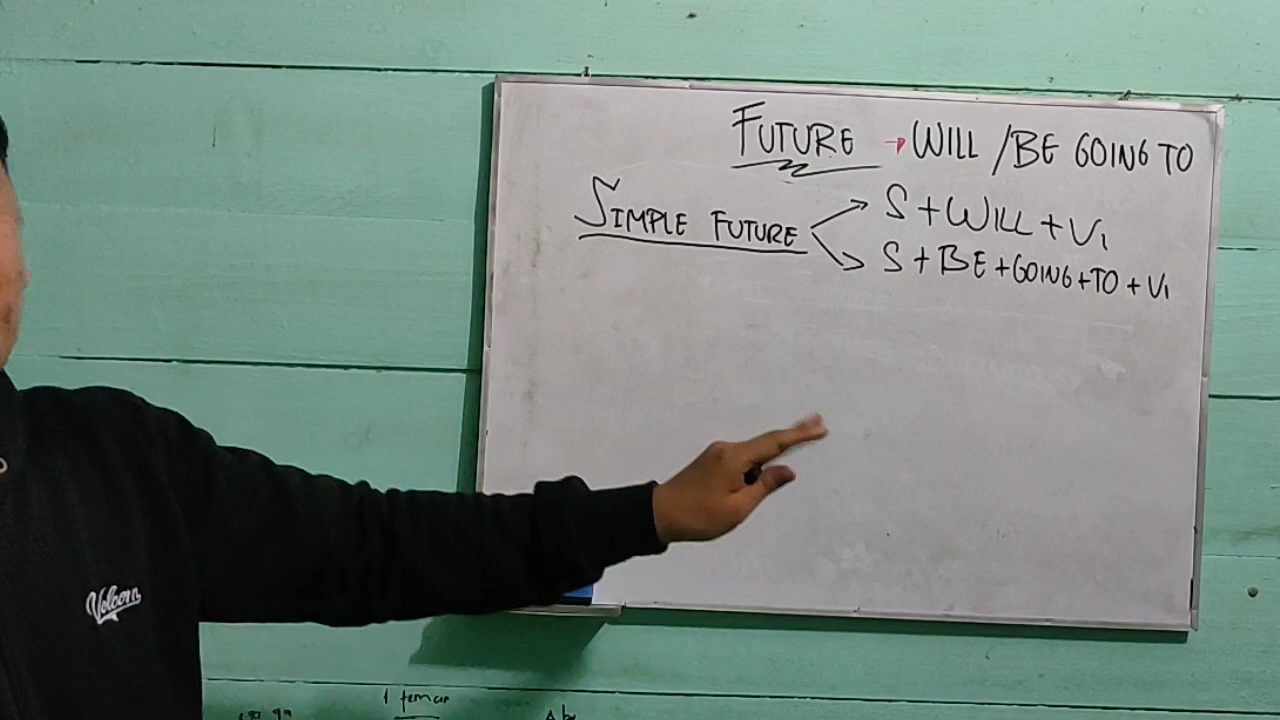 FUTURE → WILL / BE GOING TO
SIMPLE FUTURE
S + WILL + V1
S + BE + GOING + TO + V1
Volcom